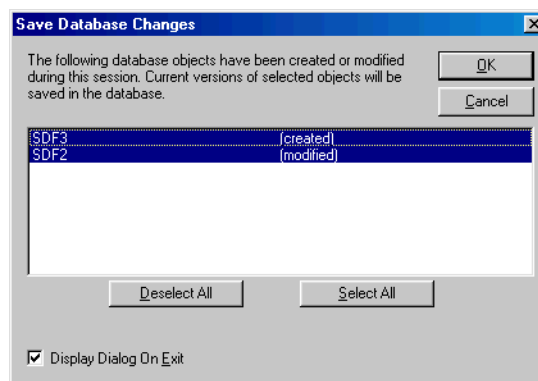 Save Database Changes
The following database objects have been created or modified
during this session. Current versions of selected objects will be
saved in the database.
OK
Cancel
SDF3 (created)
SDF2 (modified)
Deselect All Select All
Display Dialog On Exit